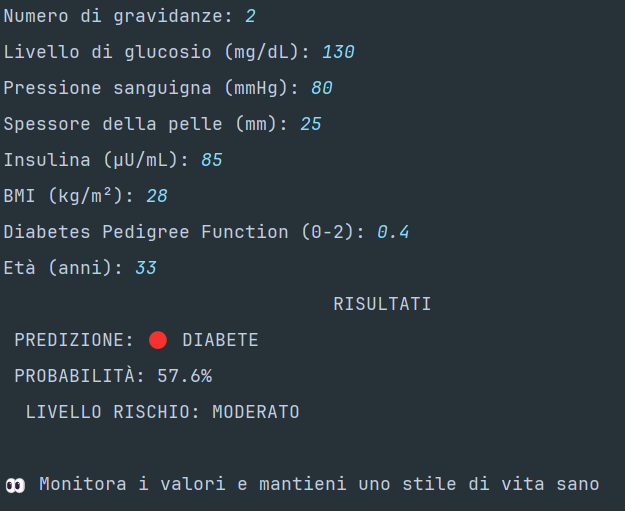 Numero di gravidanze: 2
Livello di glucosio (mg/dL): 130
Pressione sanguigna (mmHg): 80
Spessore della pelle (mm): 25
Insulina (μU/mL): 85
BMI (kg/m²): 28
Diabetes Pedigree Function (0-2): 0.4
Età (anni): 33
RISULTATI
PREDIZIONE: 🔴 DIABETE
PROBABILITÀ: 57.6%
LIVELLO RISCHIO: MODERATO
👀 Monitora i valori e mantieni uno stile di vita sano